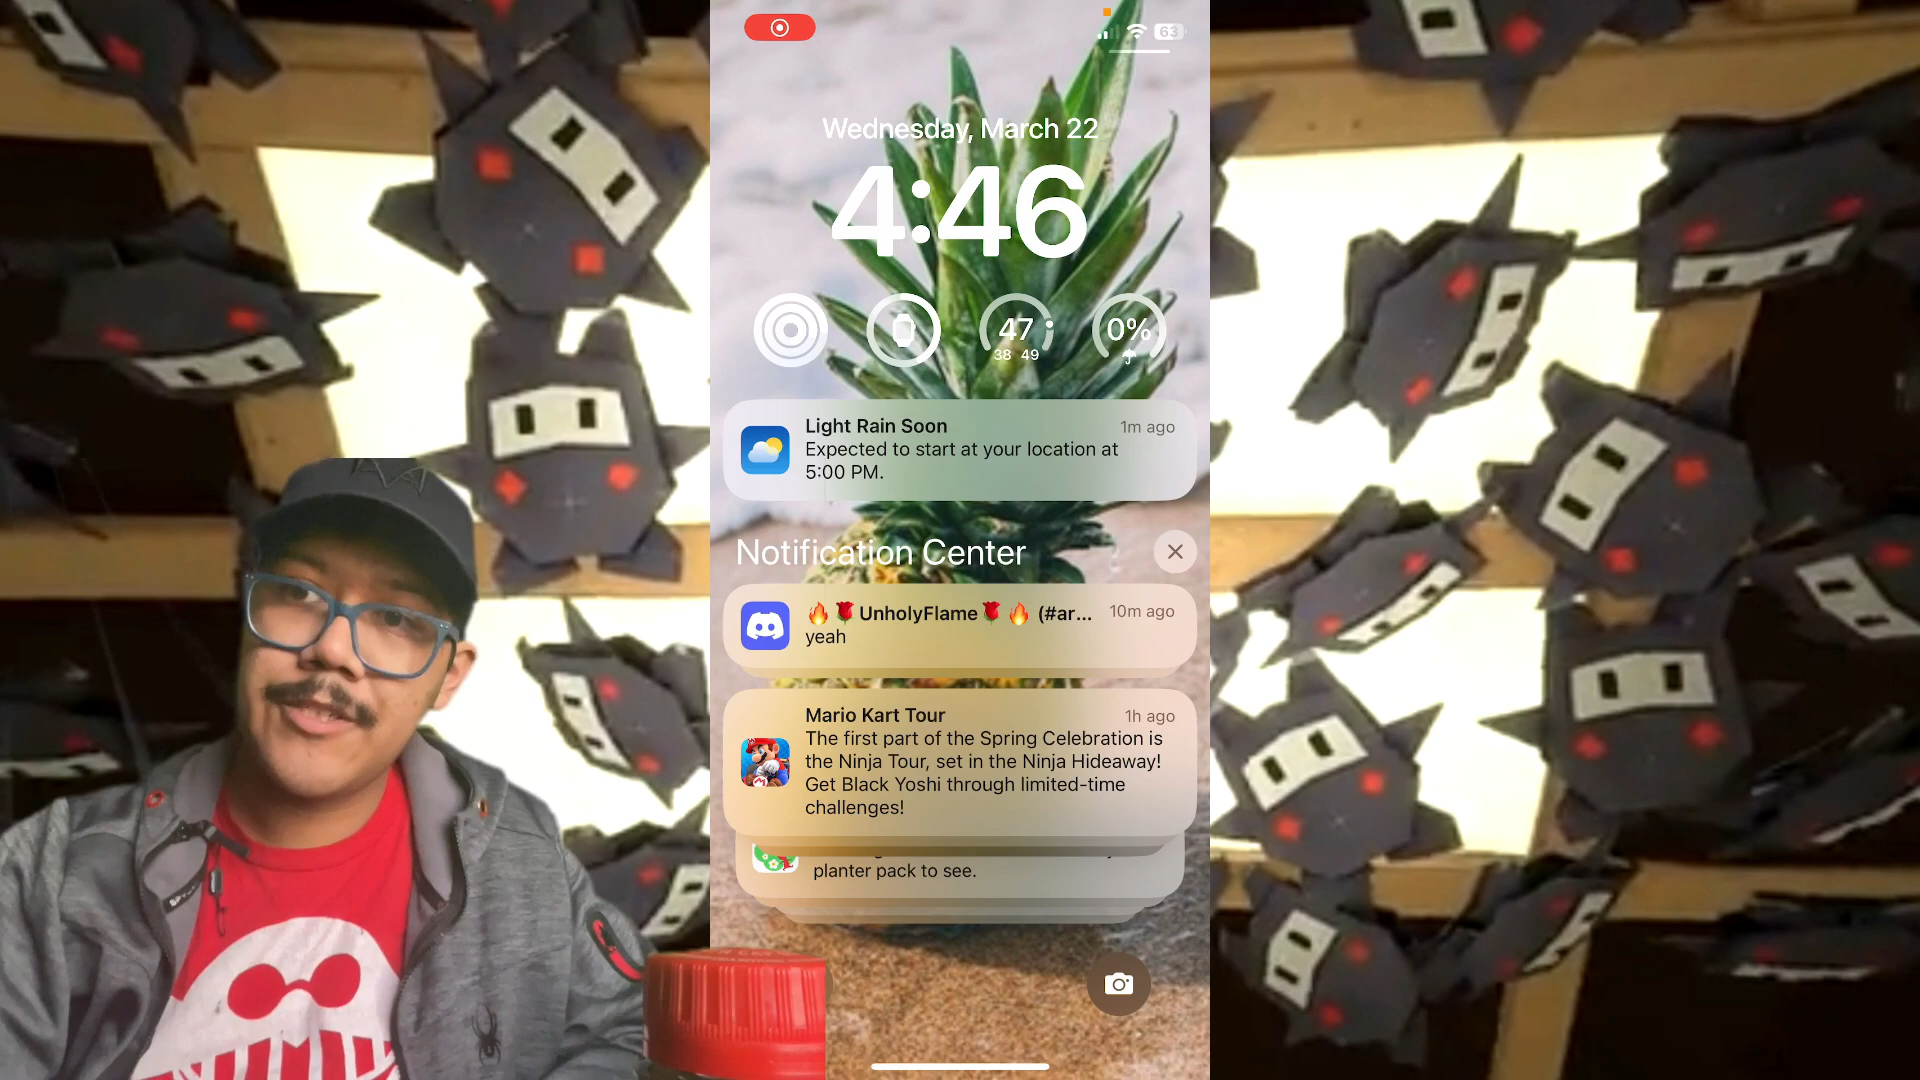 63
Wednesday, March 22
4:46
47
38 49
0%
Light Rain Soon
1m ago
Expected to start at your location at
5:00 PM.
Notification Center
🔥🌹UnholyFlame🌹🔥 (#ar...
10m ago
yeah
Mario Kart Tour
1h ago
The first part of the Spring Celebration is
the Ninja Tour, set in the Ninja Hideaway!
Get Black Yoshi through limited-time
challenges!
planter pack to see.